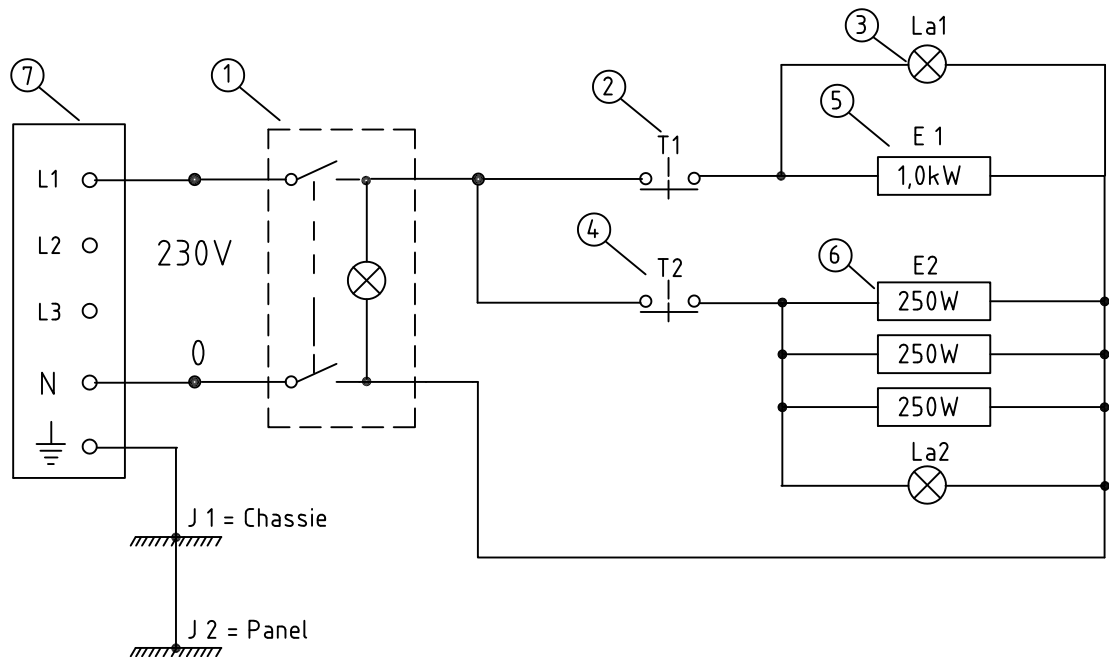 3
La1
7
1
2
5
T1
E 1
L1
1,0kW
4
L2
230V
T2
6
E2
250W
L3
0
250W
N
250W
La2
J 1 = Chassie
J 2 = Panel